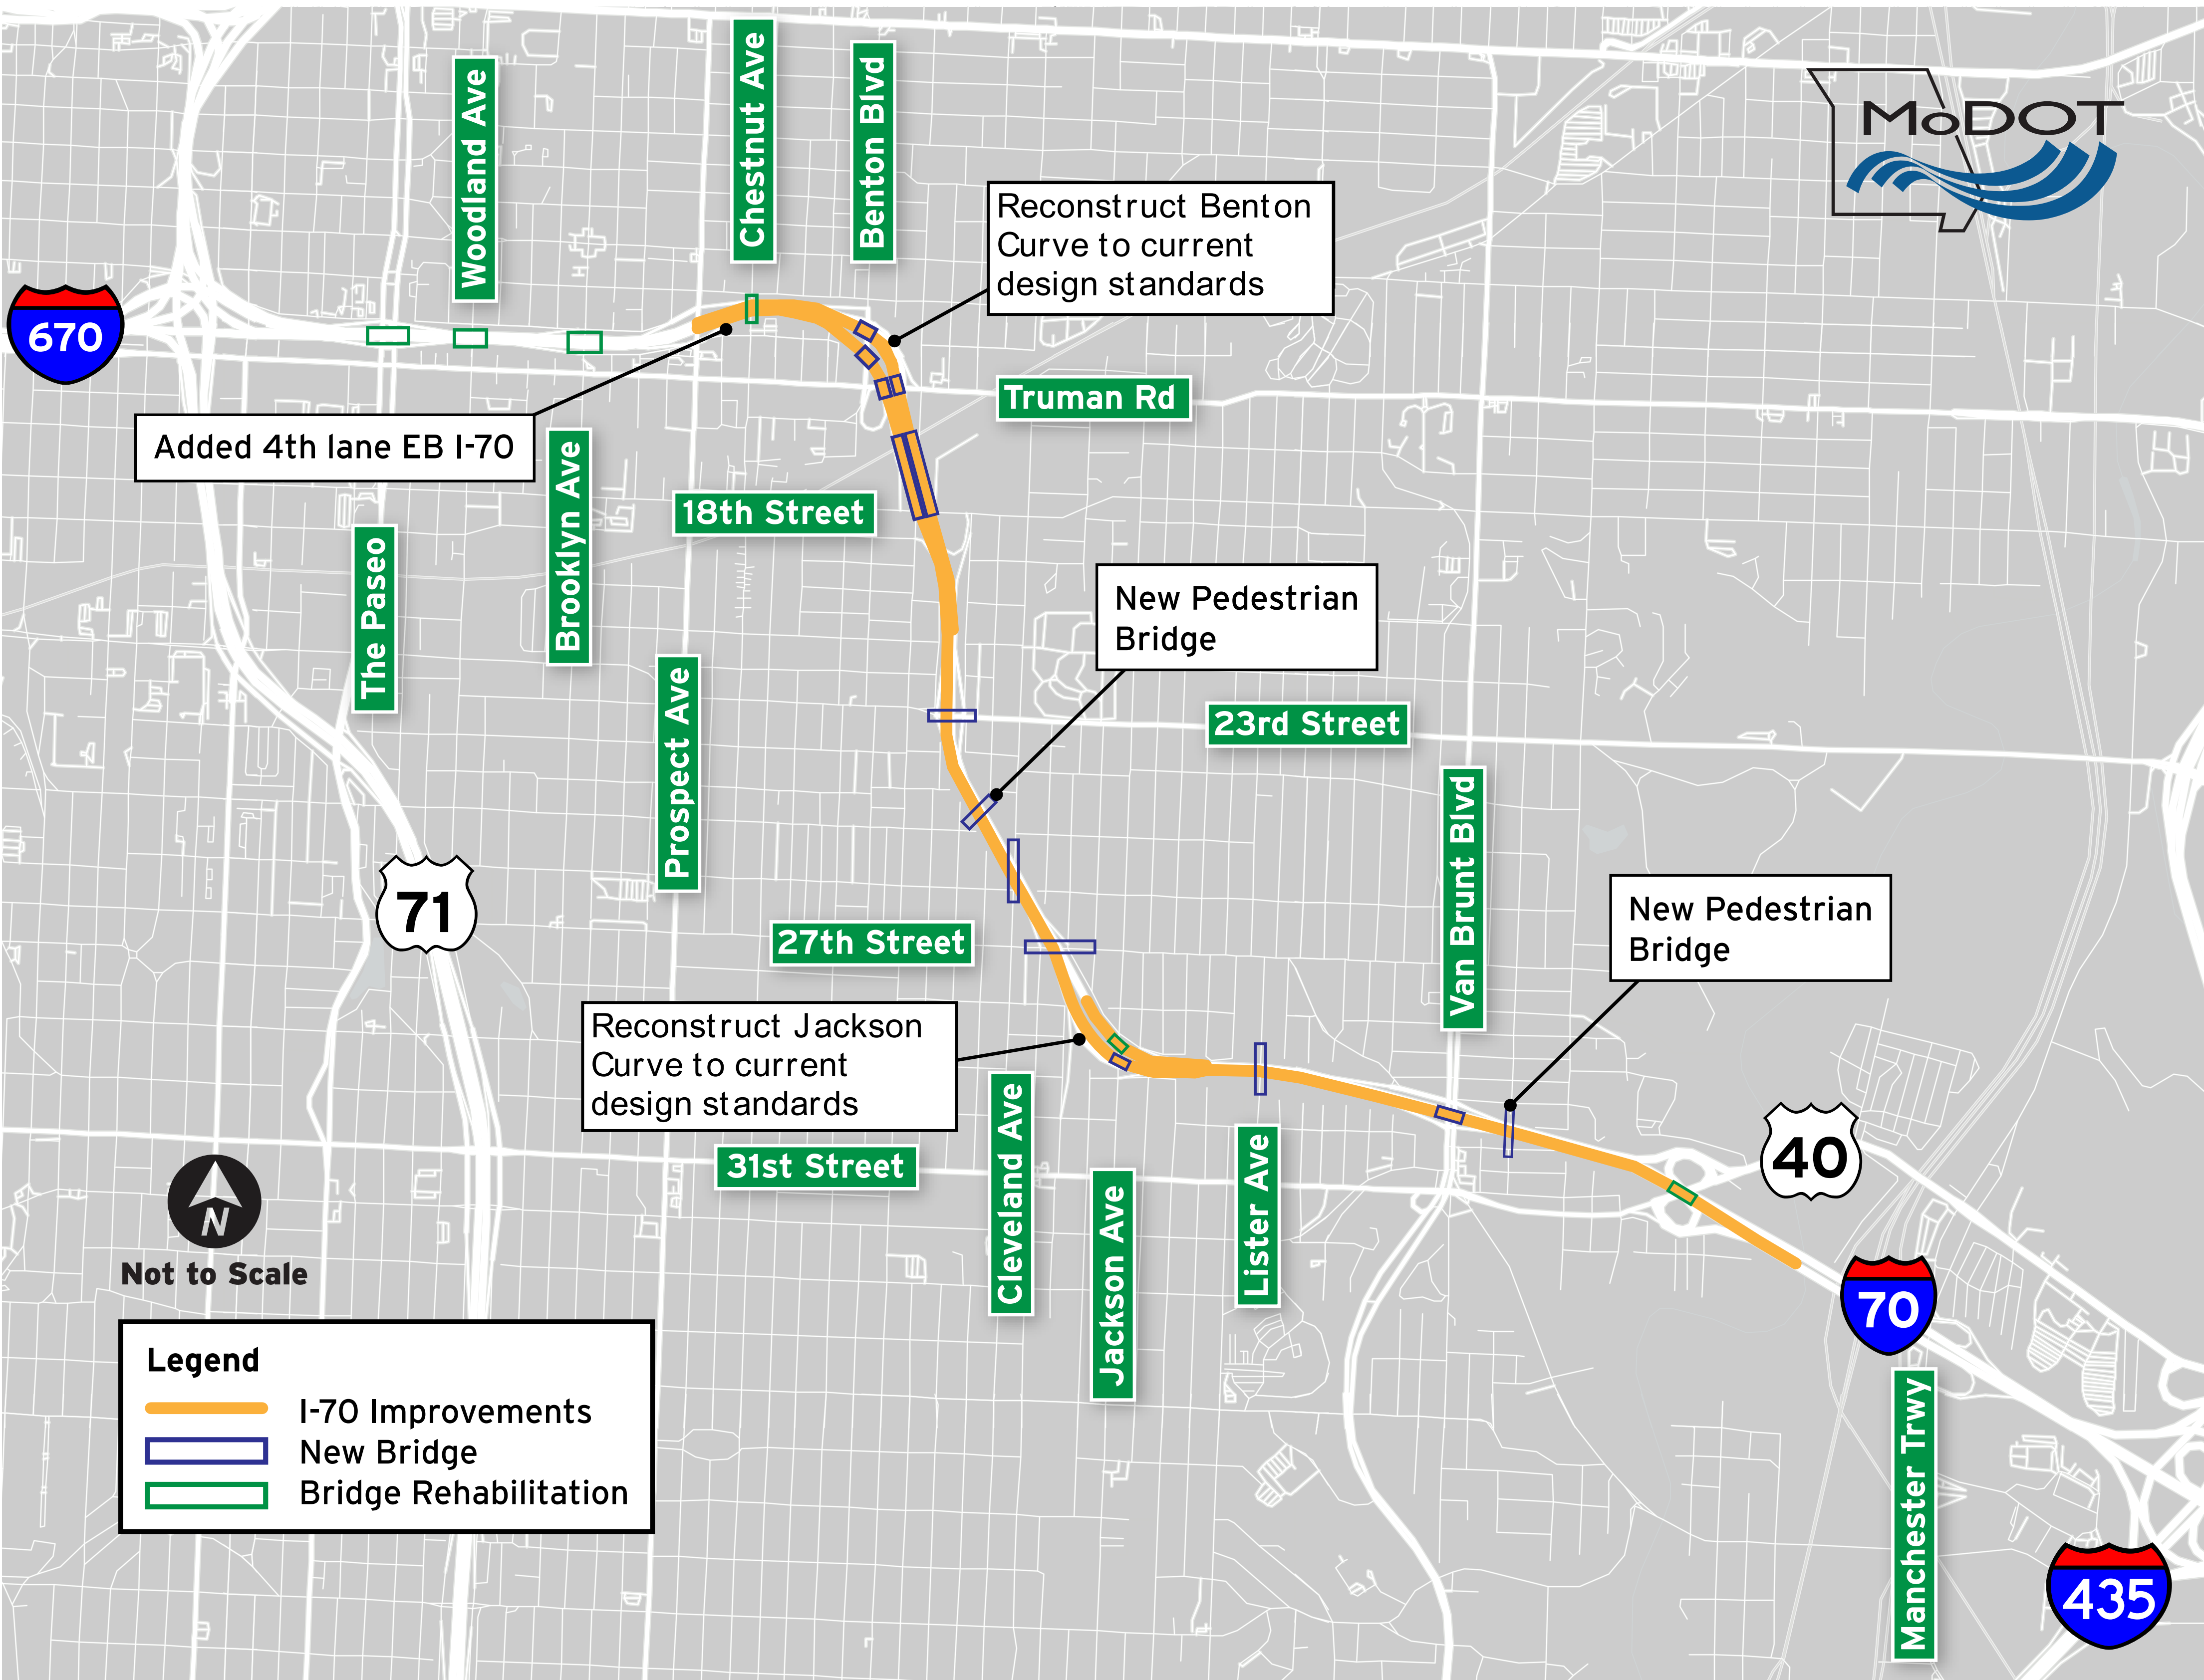 Woodland Ave
Chestnut Ave
Benton Blvd
MoDOT
Reconstruct Benton
Curve to current
design standards
670
Truman Rd
Added 4th lane EB I-70
Brooklyn Ave
18th Street
The Paseo
New Pedestrian
Bridge
Prospect Ave
23rd Street
Van Brunt Blvd
71
New Pedestrian
Bridge
27th Street
Reconstruct Jackson
Curve to current
design standards
Cleveland Ave
31st Street
Jackson Ave
Lister Ave
40
N
Not to Scale
70
Manchester Trwy
Legend
I-70 Improvements
New Bridge
Bridge Rehabilitation
435